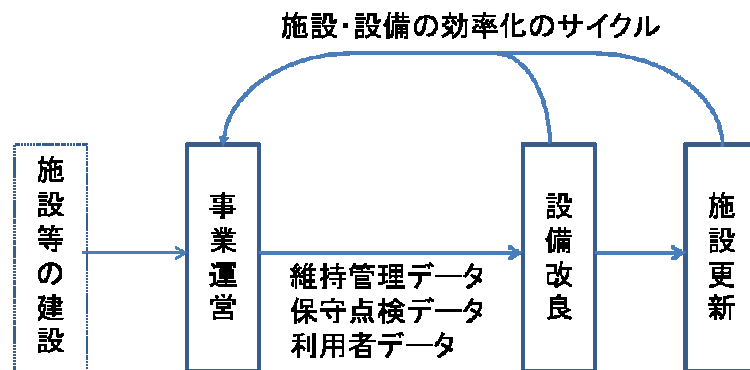 施設・設備の効率化のサイクル
施設等の建設
事業運営
維持管理データ
保守点検データ
利用者データ
設備改良
施設更新